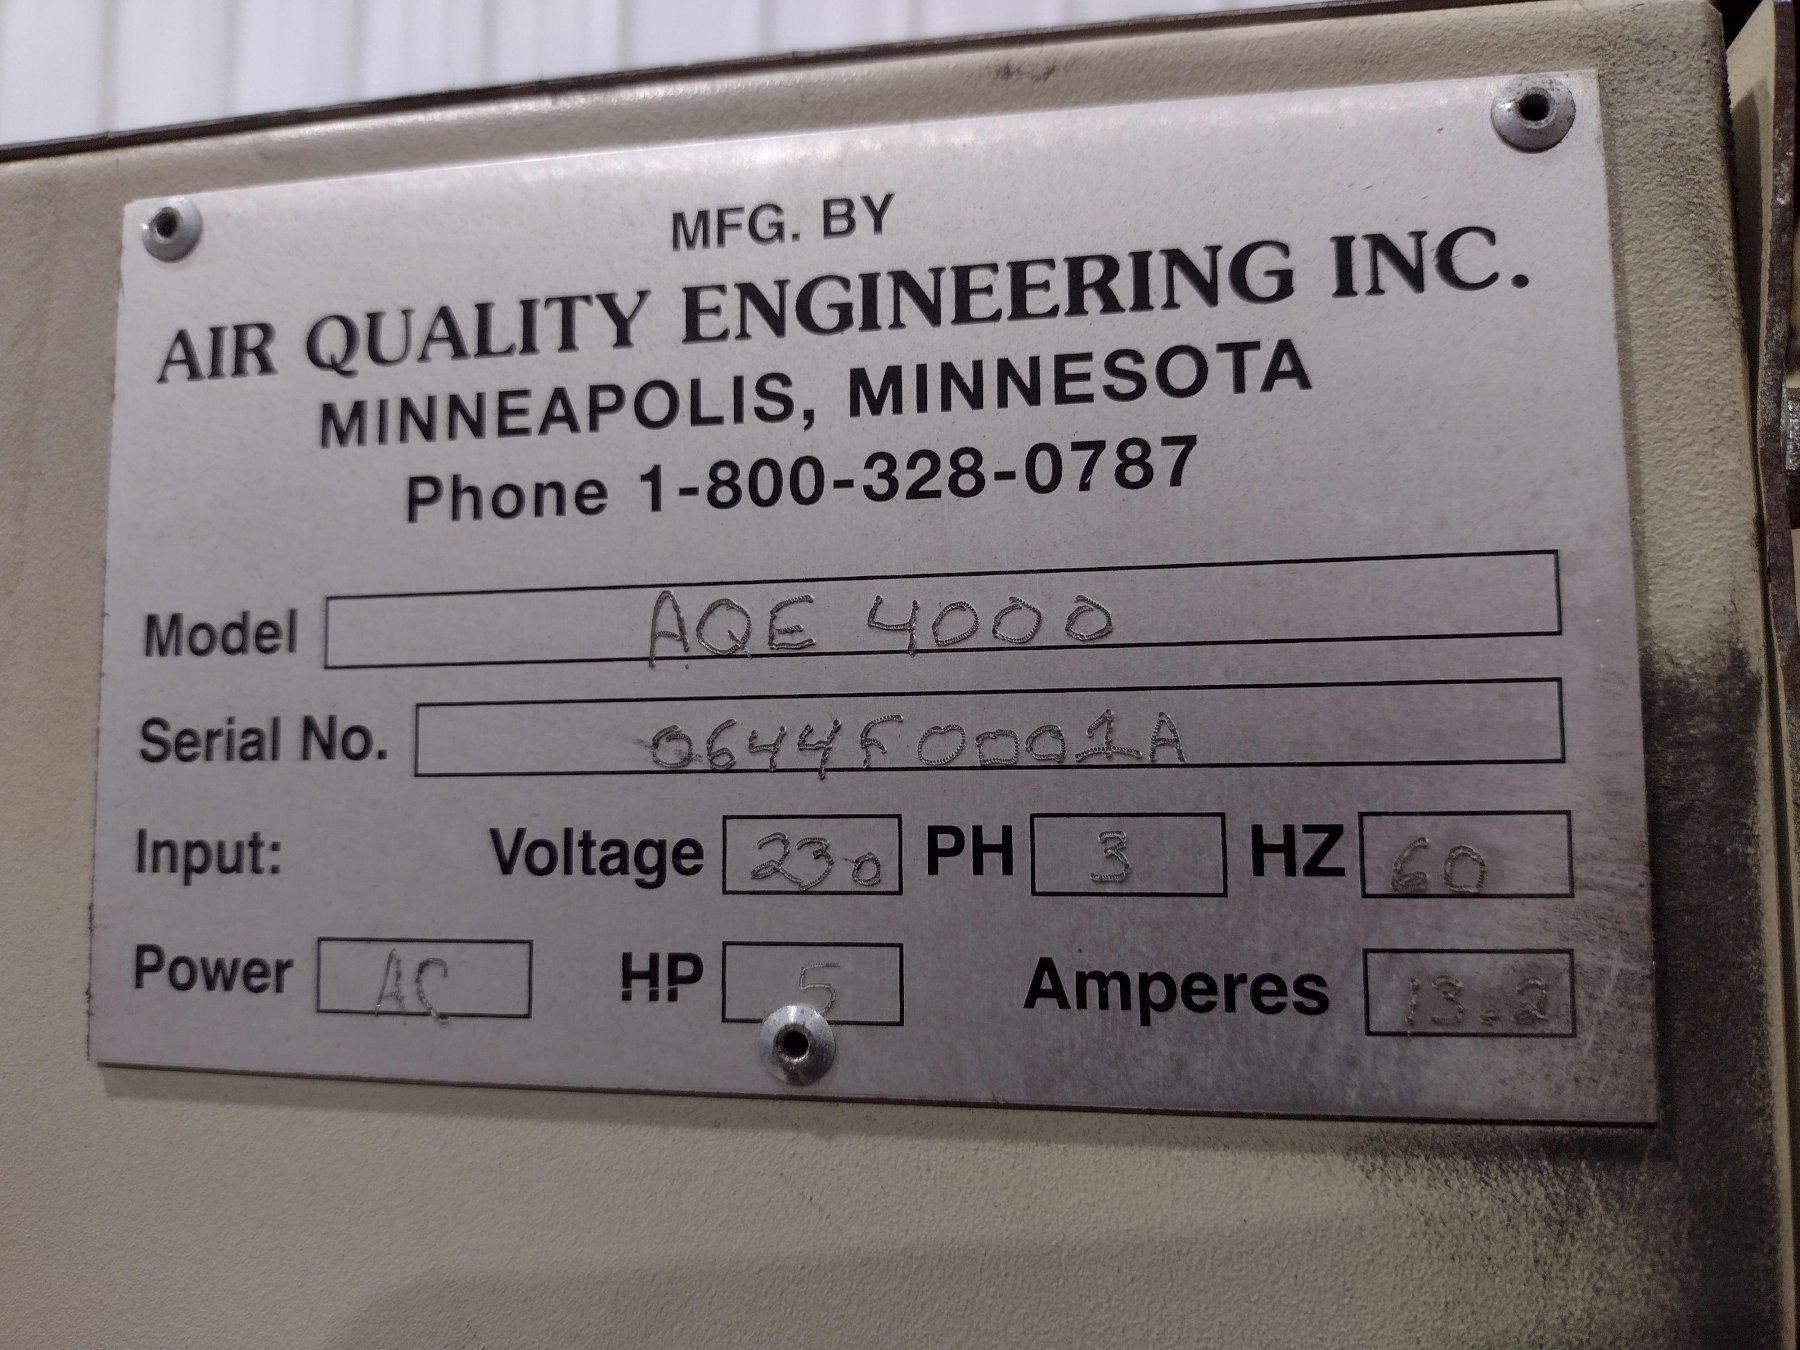 MFG. BY
AIR QUALITY ENGINEERING INC.
MINNEAPOLIS, MINNESOTA
Phone 1-800-328-0787
Model AQE 4000
Serial No. 0644F0001A
Input: Voltage 230 PH 3 HZ 60
Power AC HP 5 Amperes 13.2